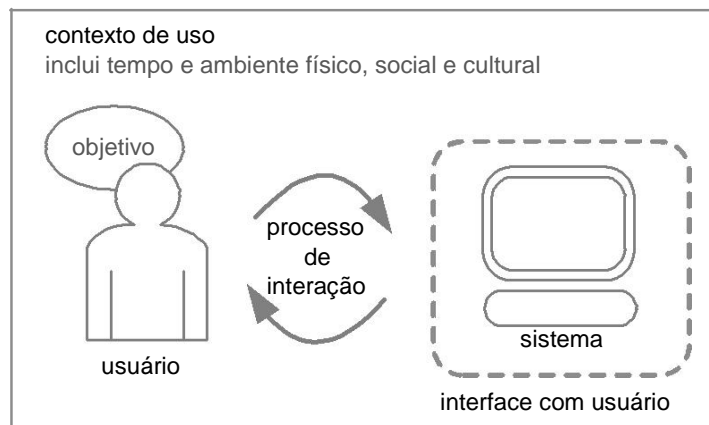 contexto de uso
inclui tempo e ambiente físico, social e cultural
objetivo
processo
de
interação
usuário
sistema
interface com usuário